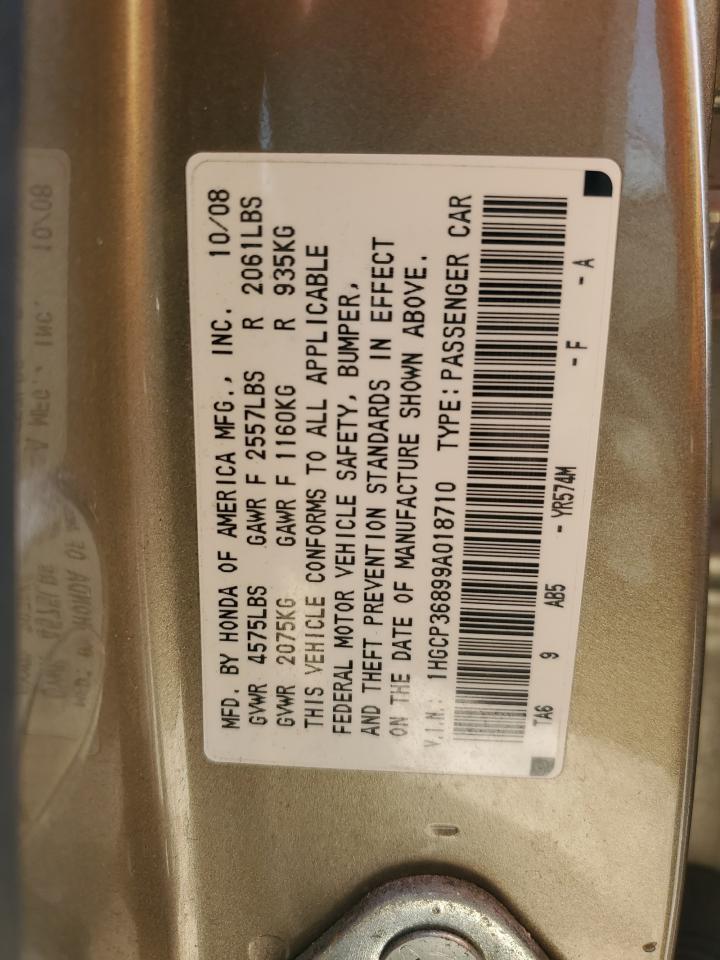 MFD. BY HONDA OF AMERICA MFG., INC. 10/08
GVWR 4575LBS GAWR F 2557LBS R 2061LBS
GVWR 2075KG GAWR F 1160KG R 935KG
THIS VEHICLE CONFORMS TO ALL APPLICABLE
FEDERAL MOTOR VEHICLE SAFETY, BUMPER,
AND THEFT PREVENTION STANDARDS IN EFFECT
ON THE DATE OF MANUFACTURE SHOWN ABOVE.
V.I.N.: 1HGCP36899A018710 TYPE: PASSENGER CAR
TA6 9 AB5 - YR574M - F - A